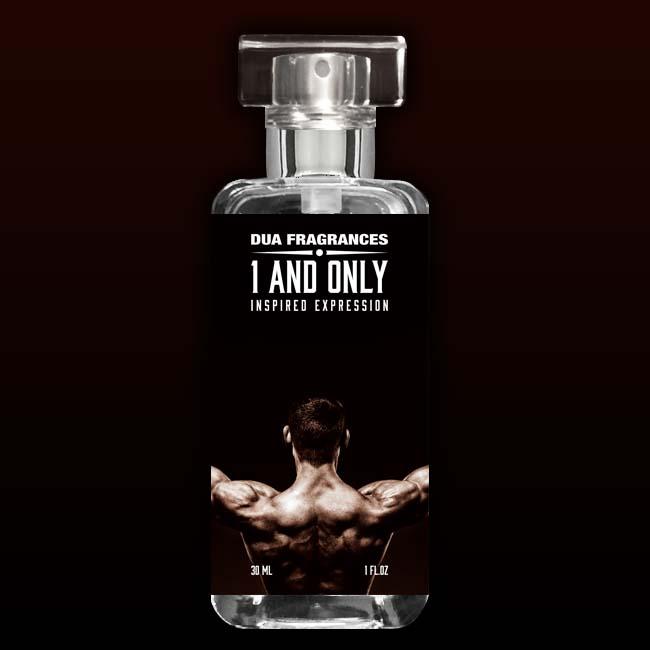 DUA FRAGRANCES
1 AND ONLY
INSPIRED EXPRESSION
30 ML 1 FL.OZ